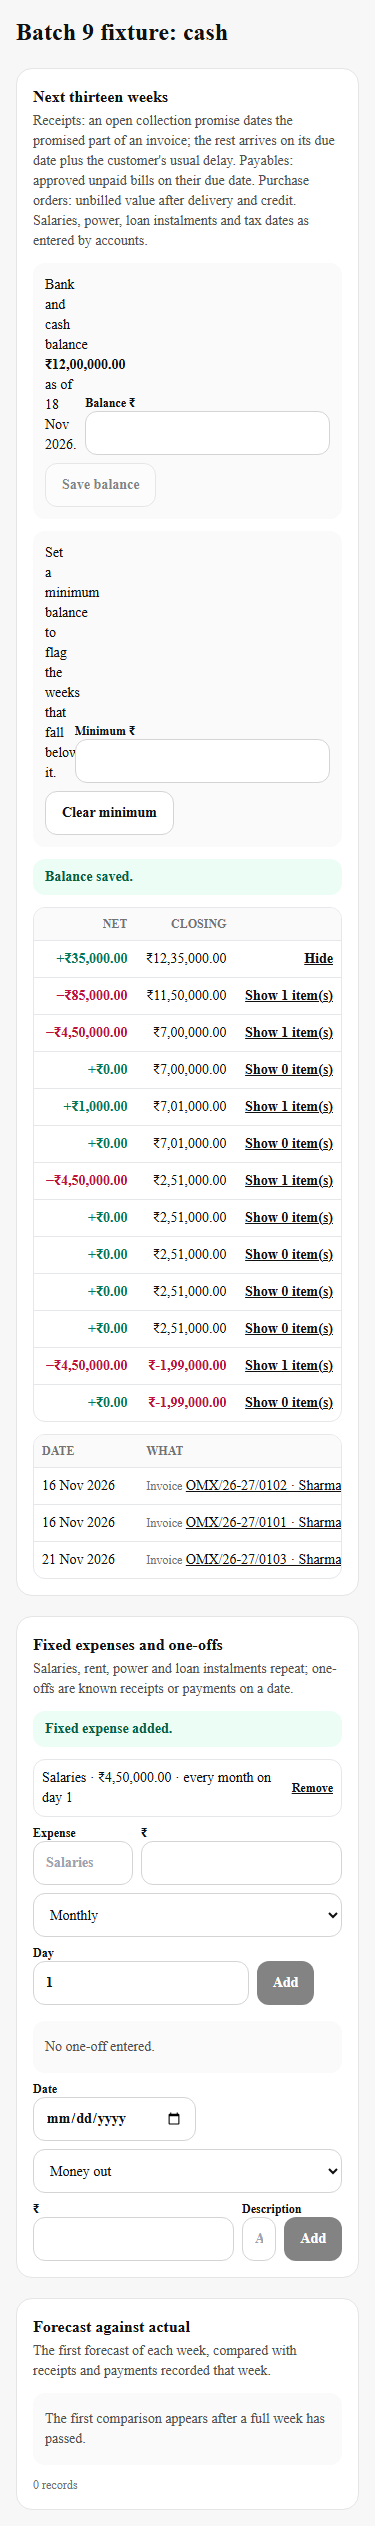 Batch 9 fixture: cash
Next thirteen weeks
Receipts: an open collection promise dates the
promised part of an invoice; the rest arrives on its due
date plus the customer's usual delay. Payables:
approved unpaid bills on their due date. Purchase
orders: unbilled value after delivery and credit.
Salaries, power, loan instalments and tax dates as
entered by accounts.
Bank
and
cash
balance
₹12,00,000.00
as of
18
Nov
2026.
Balance ₹
Save balance
Set
a
minimum
balance
to
flag
the
weeks
that
fall
below
it.
Minimum ₹
Clear minimum
Balance saved.
NET CLOSING
+₹35,000.00 ₹12,35,000.00 Hide
−₹85,000.00 ₹11,50,000.00 Show 1 item(s)
−₹4,50,000.00 ₹7,00,000.00 Show 1 item(s)
+₹0.00 ₹7,00,000.00 Show 0 item(s)
+₹1,000.00 ₹7,01,000.00 Show 1 item(s)
+₹0.00 ₹7,01,000.00 Show 0 item(s)
−₹4,50,000.00 ₹2,51,000.00 Show 1 item(s)
+₹0.00 ₹2,51,000.00 Show 0 item(s)
+₹0.00 ₹2,51,000.00 Show 0 item(s)
+₹0.00 ₹2,51,000.00 Show 0 item(s)
+₹0.00 ₹2,51,000.00 Show 0 item(s)
−₹4,50,000.00 ₹-1,99,000.00 Show 1 item(s)
+₹0.00 ₹-1,99,000.00 Show 0 item(s)
DATE WHAT
16 Nov 2026 Invoice OMX/26-27/0102 · Sharma
16 Nov 2026 Invoice OMX/26-27/0101 · Sharma
21 Nov 2026 Invoice OMX/26-27/0103 · Sharma
Fixed expenses and one-offs
Salaries, rent, power and loan instalments repeat; one-
offs are known receipts or payments on a date.
Fixed expense added.
Salaries · ₹4,50,000.00 · every month on
day 1
Remove
Expense ₹
Salaries
Monthly
Day
1 Add
No one-off entered.
Date
mm/dd/yyyy
Money out
₹ Description
A Add
Forecast against actual
The first forecast of each week, compared with
receipts and payments recorded that week.
The first comparison appears after a full week has
passed.
0 records